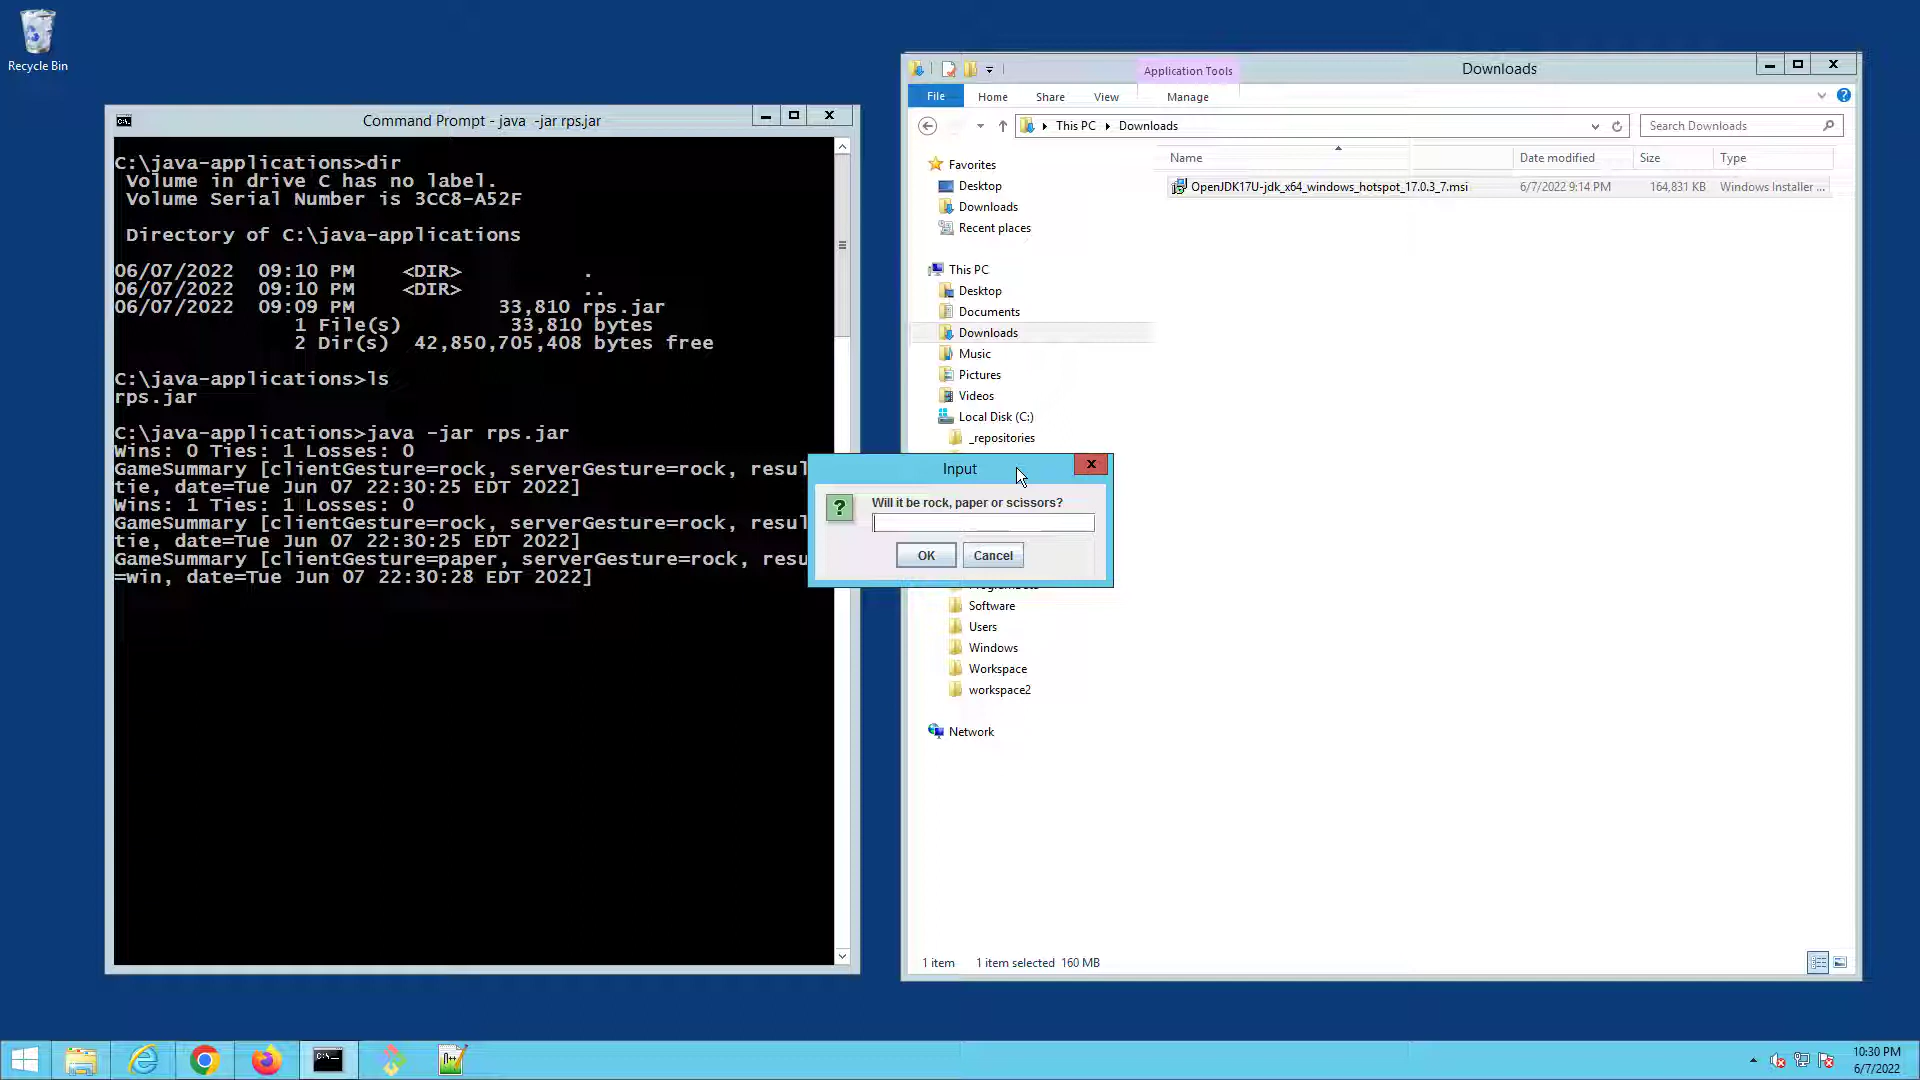 Recycle Bin
Command Prompt - java  -jar rps.jar
C:\java-applications>dir
Volume in drive C has no label.
Volume Serial Number is 3CC8-A52F
Directory of C:\java-applications
06/07/2022  09:10 PM    <DIR>          .
06/07/2022  09:10 PM    <DIR>          ..
06/07/2022  09:09 PM            33,810 rps.jar
1 File(s)         33,810 bytes
2 Dir(s)  42,850,705,408 bytes free
C:\java-applications>ls
rps.jar
C:\java-applications>java -jar rps.jar
Wins: 0 Ties: 1 Losses: 0
GameSummary [clientGesture=rock, serverGesture=rock, resul
tie, date=Tue Jun 07 22:30:25 EDT 2022]
Wins: 1 Ties: 1 Losses: 0
GameSummary [clientGesture=rock, serverGesture=rock, resul
tie, date=Tue Jun 07 22:30:25 EDT 2022]
GameSummary [clientGesture=paper, serverGesture=rock, resu
=win, date=Tue Jun 07 22:30:28 EDT 2022]
Application Tools
Downloads
File
Home
Share
View
Manage
This PC
Downloads
Search Downloads
Name
Date modified
Size
Type
OpenJDK17U-jdk_x64_windows_hotspot_17.0.3_7.msi
6/7/2022 9:14 PM
164,831 KB
Windows Installer ...
Favorites
Desktop
Downloads
Recent places
This PC
Desktop
Documents
Downloads
Music
Pictures
Videos
Local Disk (C:)
_repositories
Input
X
?
Will it be rock, paper or scissors?
OK
Cancel
Software
Users
Windows
Workspace
workspace2
Network
1 item
1 item selected  160 MB
10:30 PM
6/7/2022